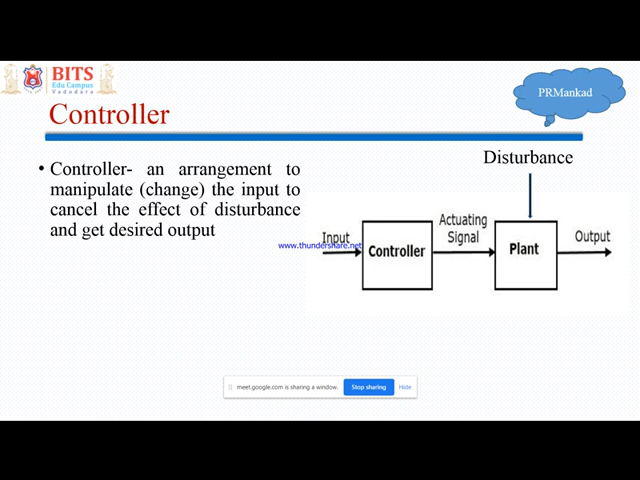 BITS
Edu Campus
Vadodara
PRMankad
Controller
• Controller- an arrangement to
manipulate (change) the input to
cancel the effect of disturbance
and get desired output
Disturbance
Input
Controller
Actuating
Signal
Plant
Output
www.thundershare.net
meet.google.com is sharing a window.
Stop sharing
Hide